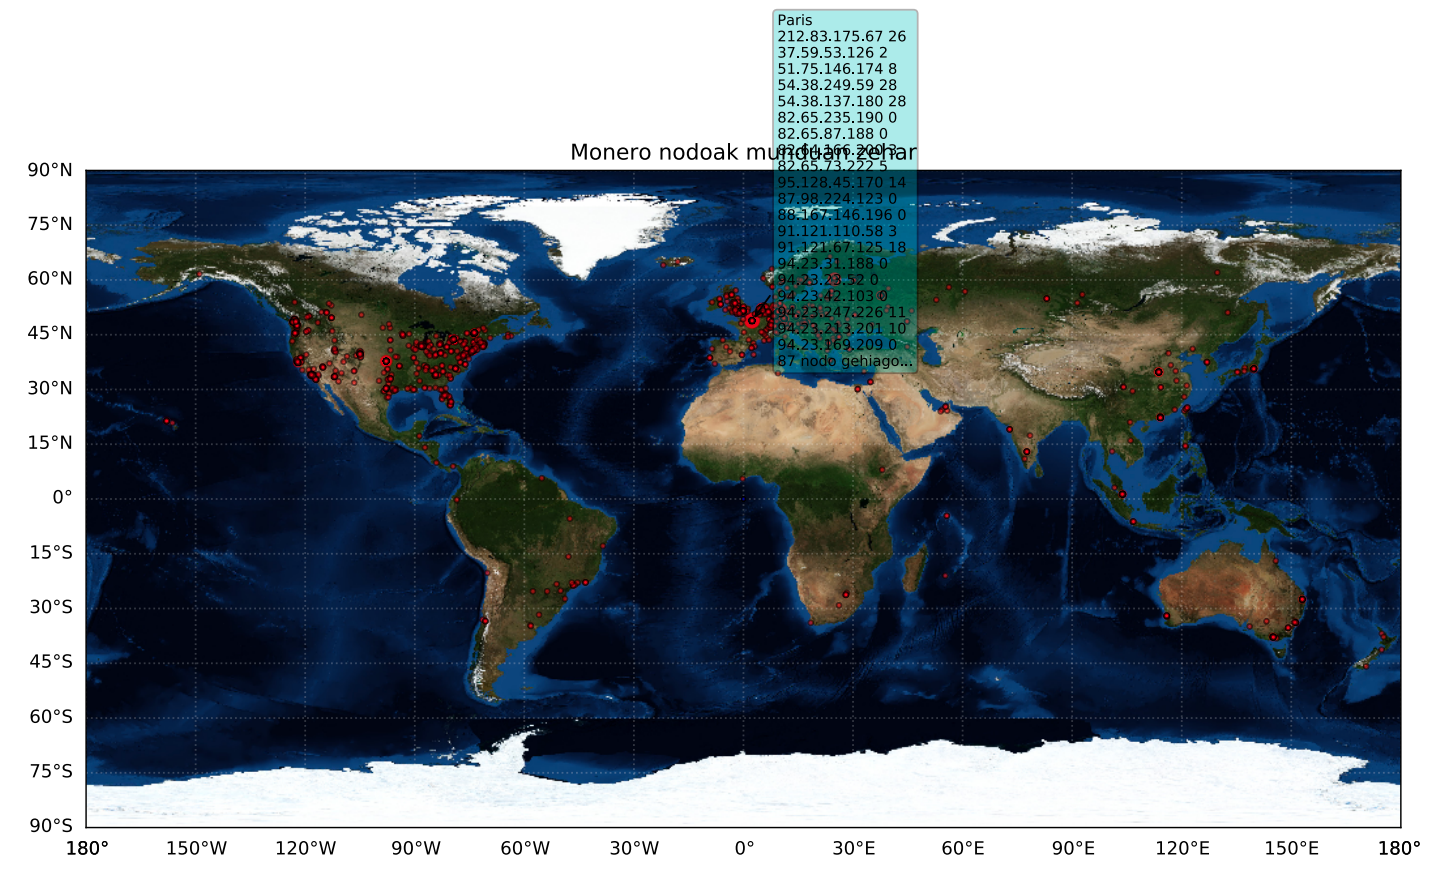 Paris
212.83.175.67 26
37.59.53.126 2
51.75.146.174 8
54.38.249.59 28
54.38.137.180 28
82.65.235.190 0
82.65.87.188 0
82.64.166.200 3
Monero nodoak munduan zehar
82.65.73.222 5
95.128.45.170 14
87.98.224.123 0
88.167.146.196 0
91.121.110.58 3
91.121.67.125 18
94.23.31.188 0
94.23.23.52 0
94.23.42.103 0
94.23.247.226 11
94.23.213.201 10
94.23.169.209 0
87 nodo gehiago...
90°N
75°N
60°N
45°N
30°N
15°N
0°
15°S
30°S
45°S
60°S
75°S
90°S
180° 150°W 120°W 90°W 60°W 30°W 0° 30°E 60°E 90°E 120°E 150°E 180°